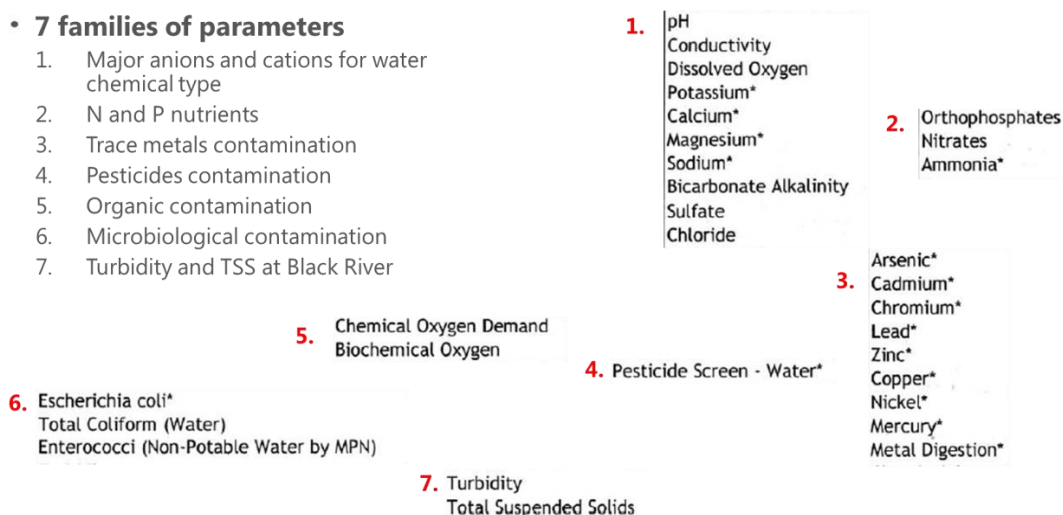 • 7 families of parameters
1. Major anions and cations for water
chemical type
2. N and P nutrients
3. Trace metals contamination
4. Pesticides contamination
5. Organic contamination
6. Microbiological contamination
7. Turbidity and TSS at Black River
1. pH
Conductivity
Dissolved Oxygen
Potassium*
Calcium*
Magnesium*
Sodium*
Bicarbonate Alkalinity
Sulfate
Chloride
2. Orthophosphates
Nitrates
Ammonia*
3. Arsenic*
Cadmium*
Chromium*
Lead*
Zinc*
Copper*
Nickel*
Mercury*
Metal Digestion*
4. Pesticide Screen - Water*
5. Chemical Oxygen Demand
Biochemical Oxygen
6. Escherichia coli*
Total Coliform (Water)
Enterococci (Non-Potable Water by MPN)
7. Turbidity
Total Suspended Solids